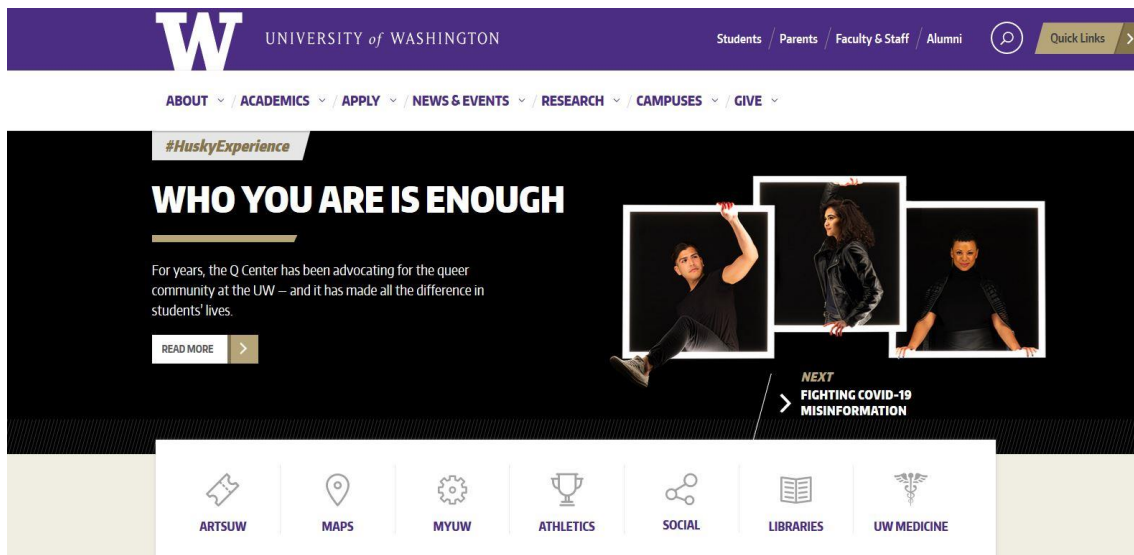 W
UNIVERSITY of WASHINGTON
Students / Parents / Faculty & Staff / Alumni
Quick Links
ABOUT / ACADEMICS / APPLY / NEWS & EVENTS / RESEARCH / CAMPUSES / GIVE
#HuskyExperience
WHO YOU ARE IS ENOUGH
For years, the Q Center has been advocating for the queer
community at the UW — and it has made all the difference in
students' lives.
READ MORE
NEXT
FIGHTING COVID-19
MISINFORMATION
ARTSUW
MAPS
MYUW
ATHLETICS
SOCIAL
LIBRARIES
UW MEDICINE